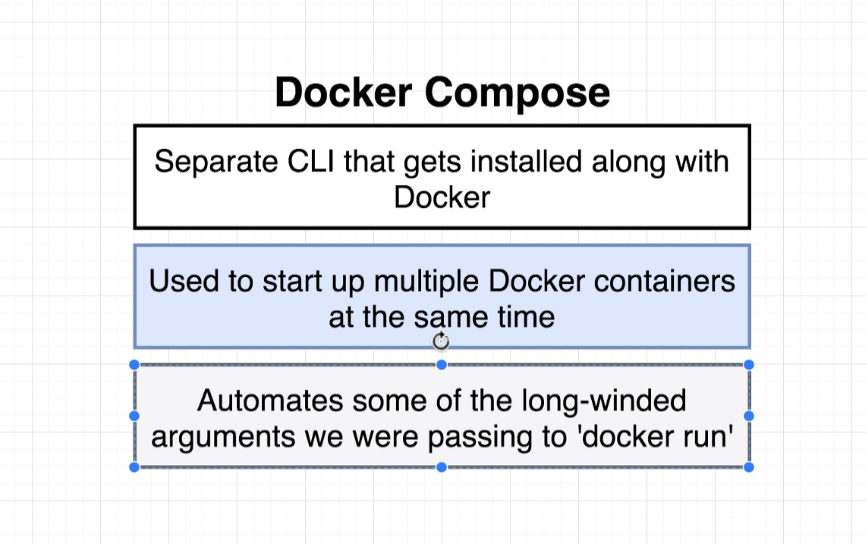 Docker Compose
Separate CLI that gets installed along with
Docker
Used to start up multiple Docker containers
at the same time
Automates some of the long-winded
arguments we were passing to 'docker run'